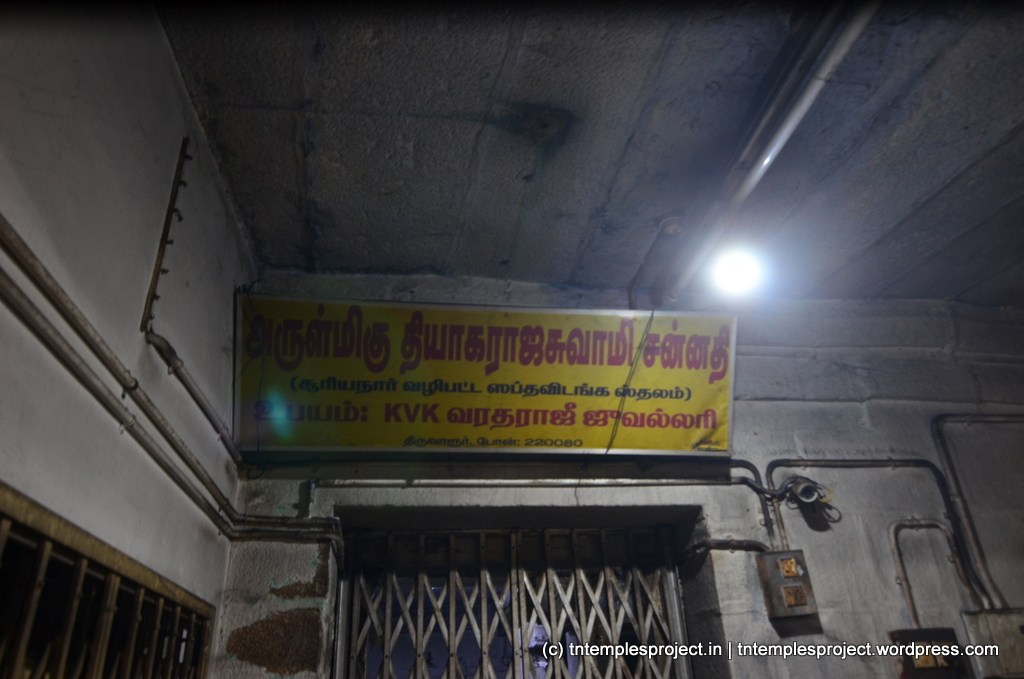 அருள்மிகு தியாகராஜசுவாமி சன்னதி
(சூரியநார் வழிபட்ட ஸப்தவிடங்க ஸ்தலம்)
உபயம்: KVK வரதராஜீ ஜுவல்லரி
திருவாரூர், போன்: 220080
(c) tntemplesproject.in | tntemplesproject.wordpress.com